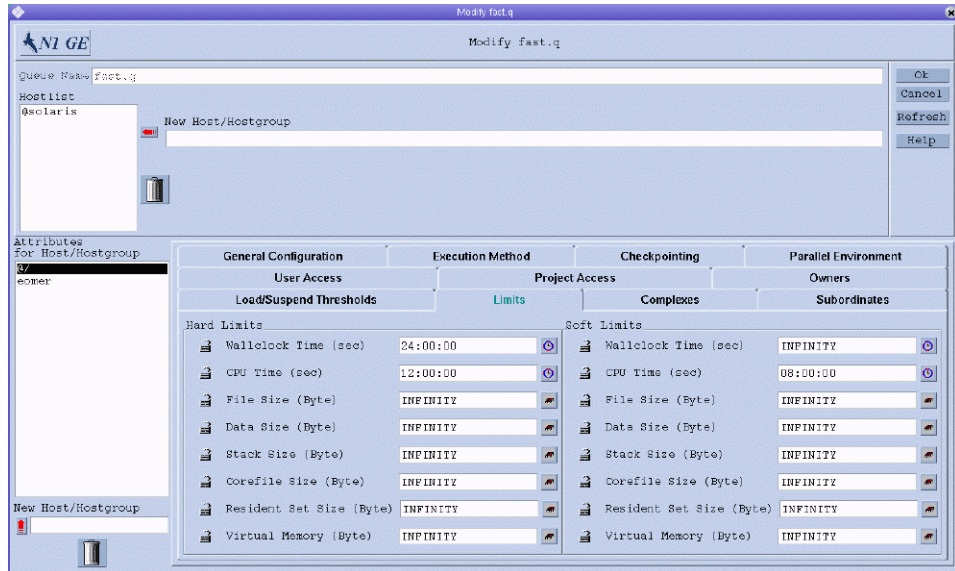 Modify fast.q
N1 GE
Modify fast.q
Queue Name fast.q
Hostlist
@solaris
New Host/Hostgroup
Ok
Cancel
Refresh
Help
Attributes
for Host/Hostgroup
@/
eomer
New Host/Hostgroup
General Configuration Execution Method Checkpointing Parallel Environment
User Access Project Access Owners
Load/Suspend Thresholds Limits Complexes Subordinates
Hard Limits
Wallclock Time (sec) 24:00:00
CPU Time (sec) 12:00:00
File Size (Byte) INFINITY
Data Size (Byte) INFINITY
Stack Size (Byte) INFINITY
Corefile Size (Byte) INFINITY
Resident Set Size (Byte) INFINITY
Virtual Memory (Byte) INFINITY
Soft Limits
Wallclock Time (sec) INFINITY
CPU Time (sec) 08:00:00
File Size (Byte) INFINITY
Data Size (Byte) INFINITY
Stack Size (Byte) INFINITY
Corefile Size (Byte) INFINITY
Resident Set Size (Byte) INFINITY
Virtual Memory (Byte) INFINITY